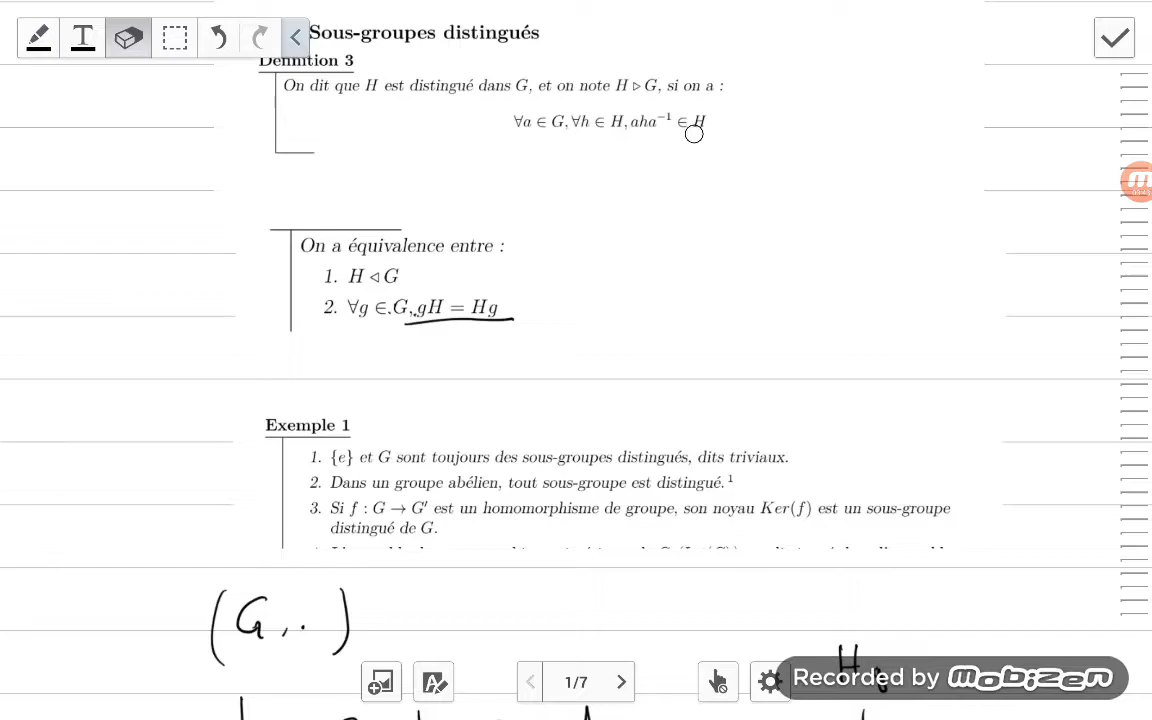 Sous-groupes distingués
Définition 3
On dit que H est distingué dans G, et on note H ▹ G, si on a :
∀a ∈ G, ∀h ∈ H, aha⁻¹ ∈ H
On a équivalence entre :
1. H ◃ G
2. ∀g ∈ G, gH = Hg
Exemple 1
1. {e} et G sont toujours des sous-groupes distingués, dits triviaux.
2. Dans un groupe abélien, tout sous-groupe est distingué.¹
3. Si f : G → G′ est un homomorphisme de groupe, son noyau Ker(f) est un sous-groupe
distingué de G.
(G, .)
H
1/7
Recorded by mobizen